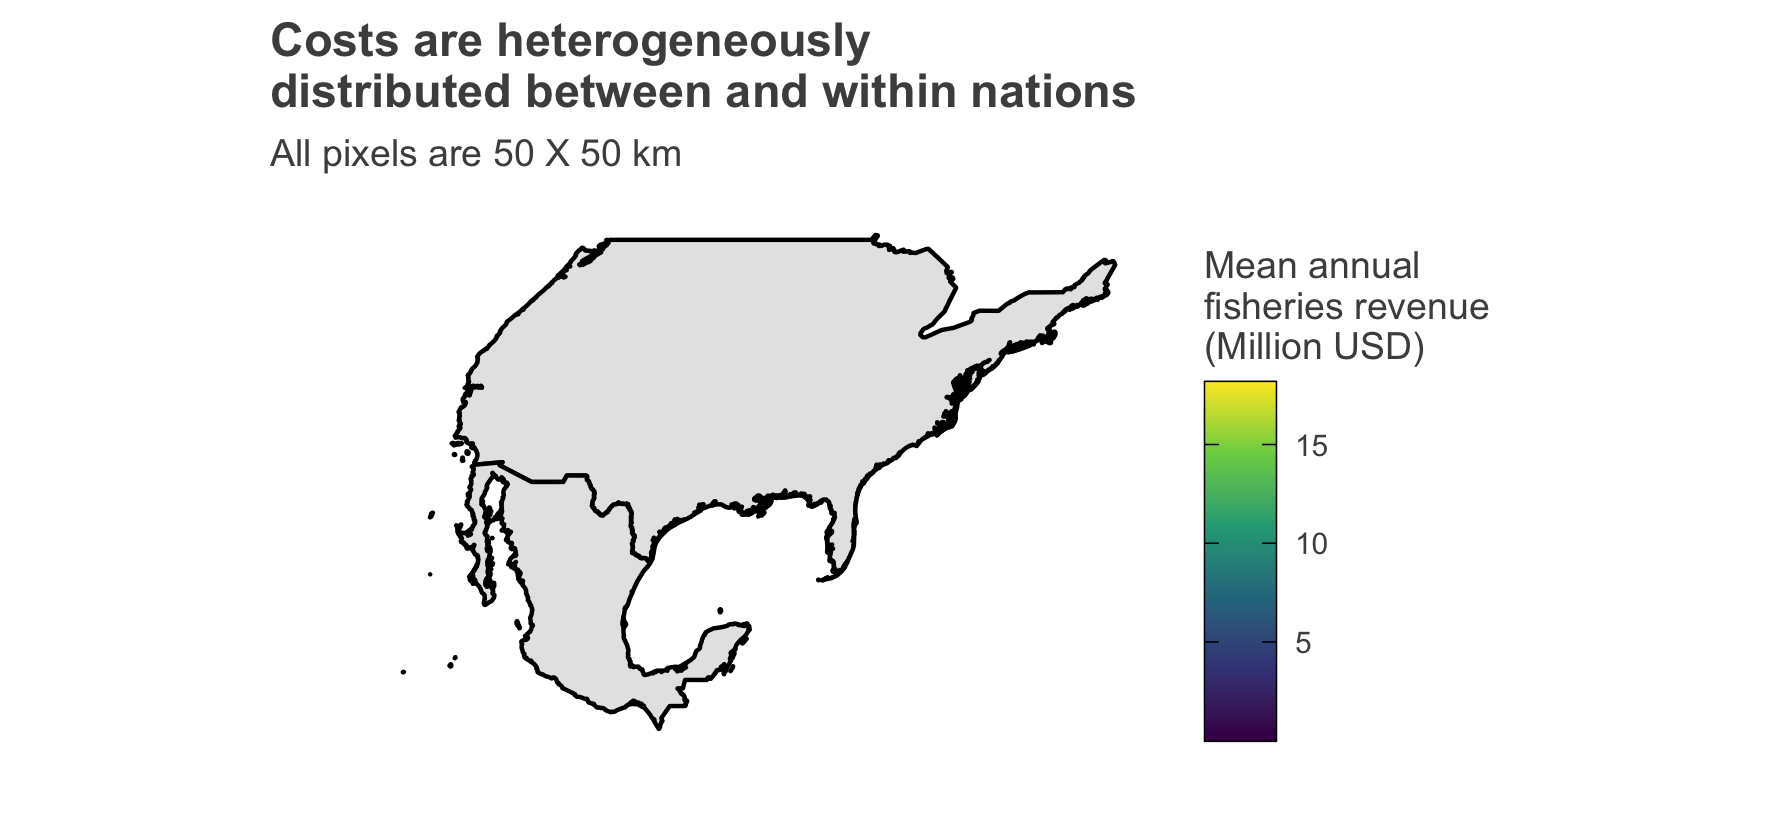 Costs are heterogeneously
distributed between and within nations
All pixels are 50 X 50 km
Mean annual
fisheries revenue
(Million USD)
15
10
5